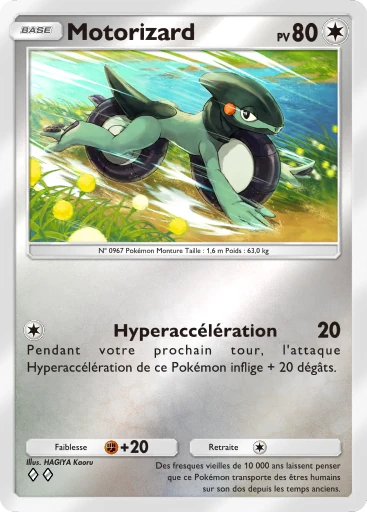 BASE Motorizard PV 80
N° 0967 Pokémon Monture Taille : 1,6 m Poids : 63,0 kg
Hyperaccélération 20
Pendant votre prochain tour, l'attaque
Hyperaccélération de ce Pokémon inflige + 20 dégâts.
Faiblesse +20 Retraite
Illus. HAGIYA Kaoru
Des fresques vieilles de 10 000 ans laissent penser
que ce Pokémon transporte des êtres humains
sur son dos depuis les temps anciens.